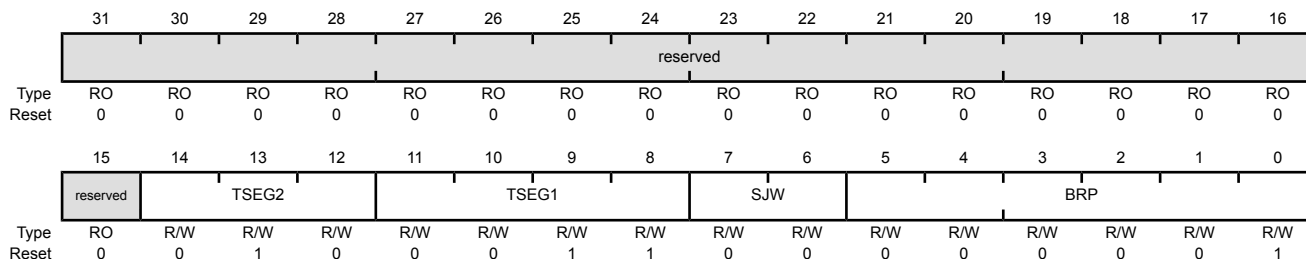 31 30 29 28 27 26 25 24 23 22 21 20 19 18 17 16
reserved
Type RO RO RO RO RO RO RO RO RO RO RO RO RO RO RO RO
Reset 0 0 0 0 0 0 0 0 0 0 0 0 0 0 0 0
15 14 13 12 11 10 9 8 7 6 5 4 3 2 1 0
reserved TSEG2 TSEG1 SJW BRP
Type RO R/W R/W R/W R/W R/W R/W R/W R/W R/W R/W R/W R/W R/W R/W R/W
Reset 0 0 1 0 0 0 1 1 0 0 0 0 0 0 0 1